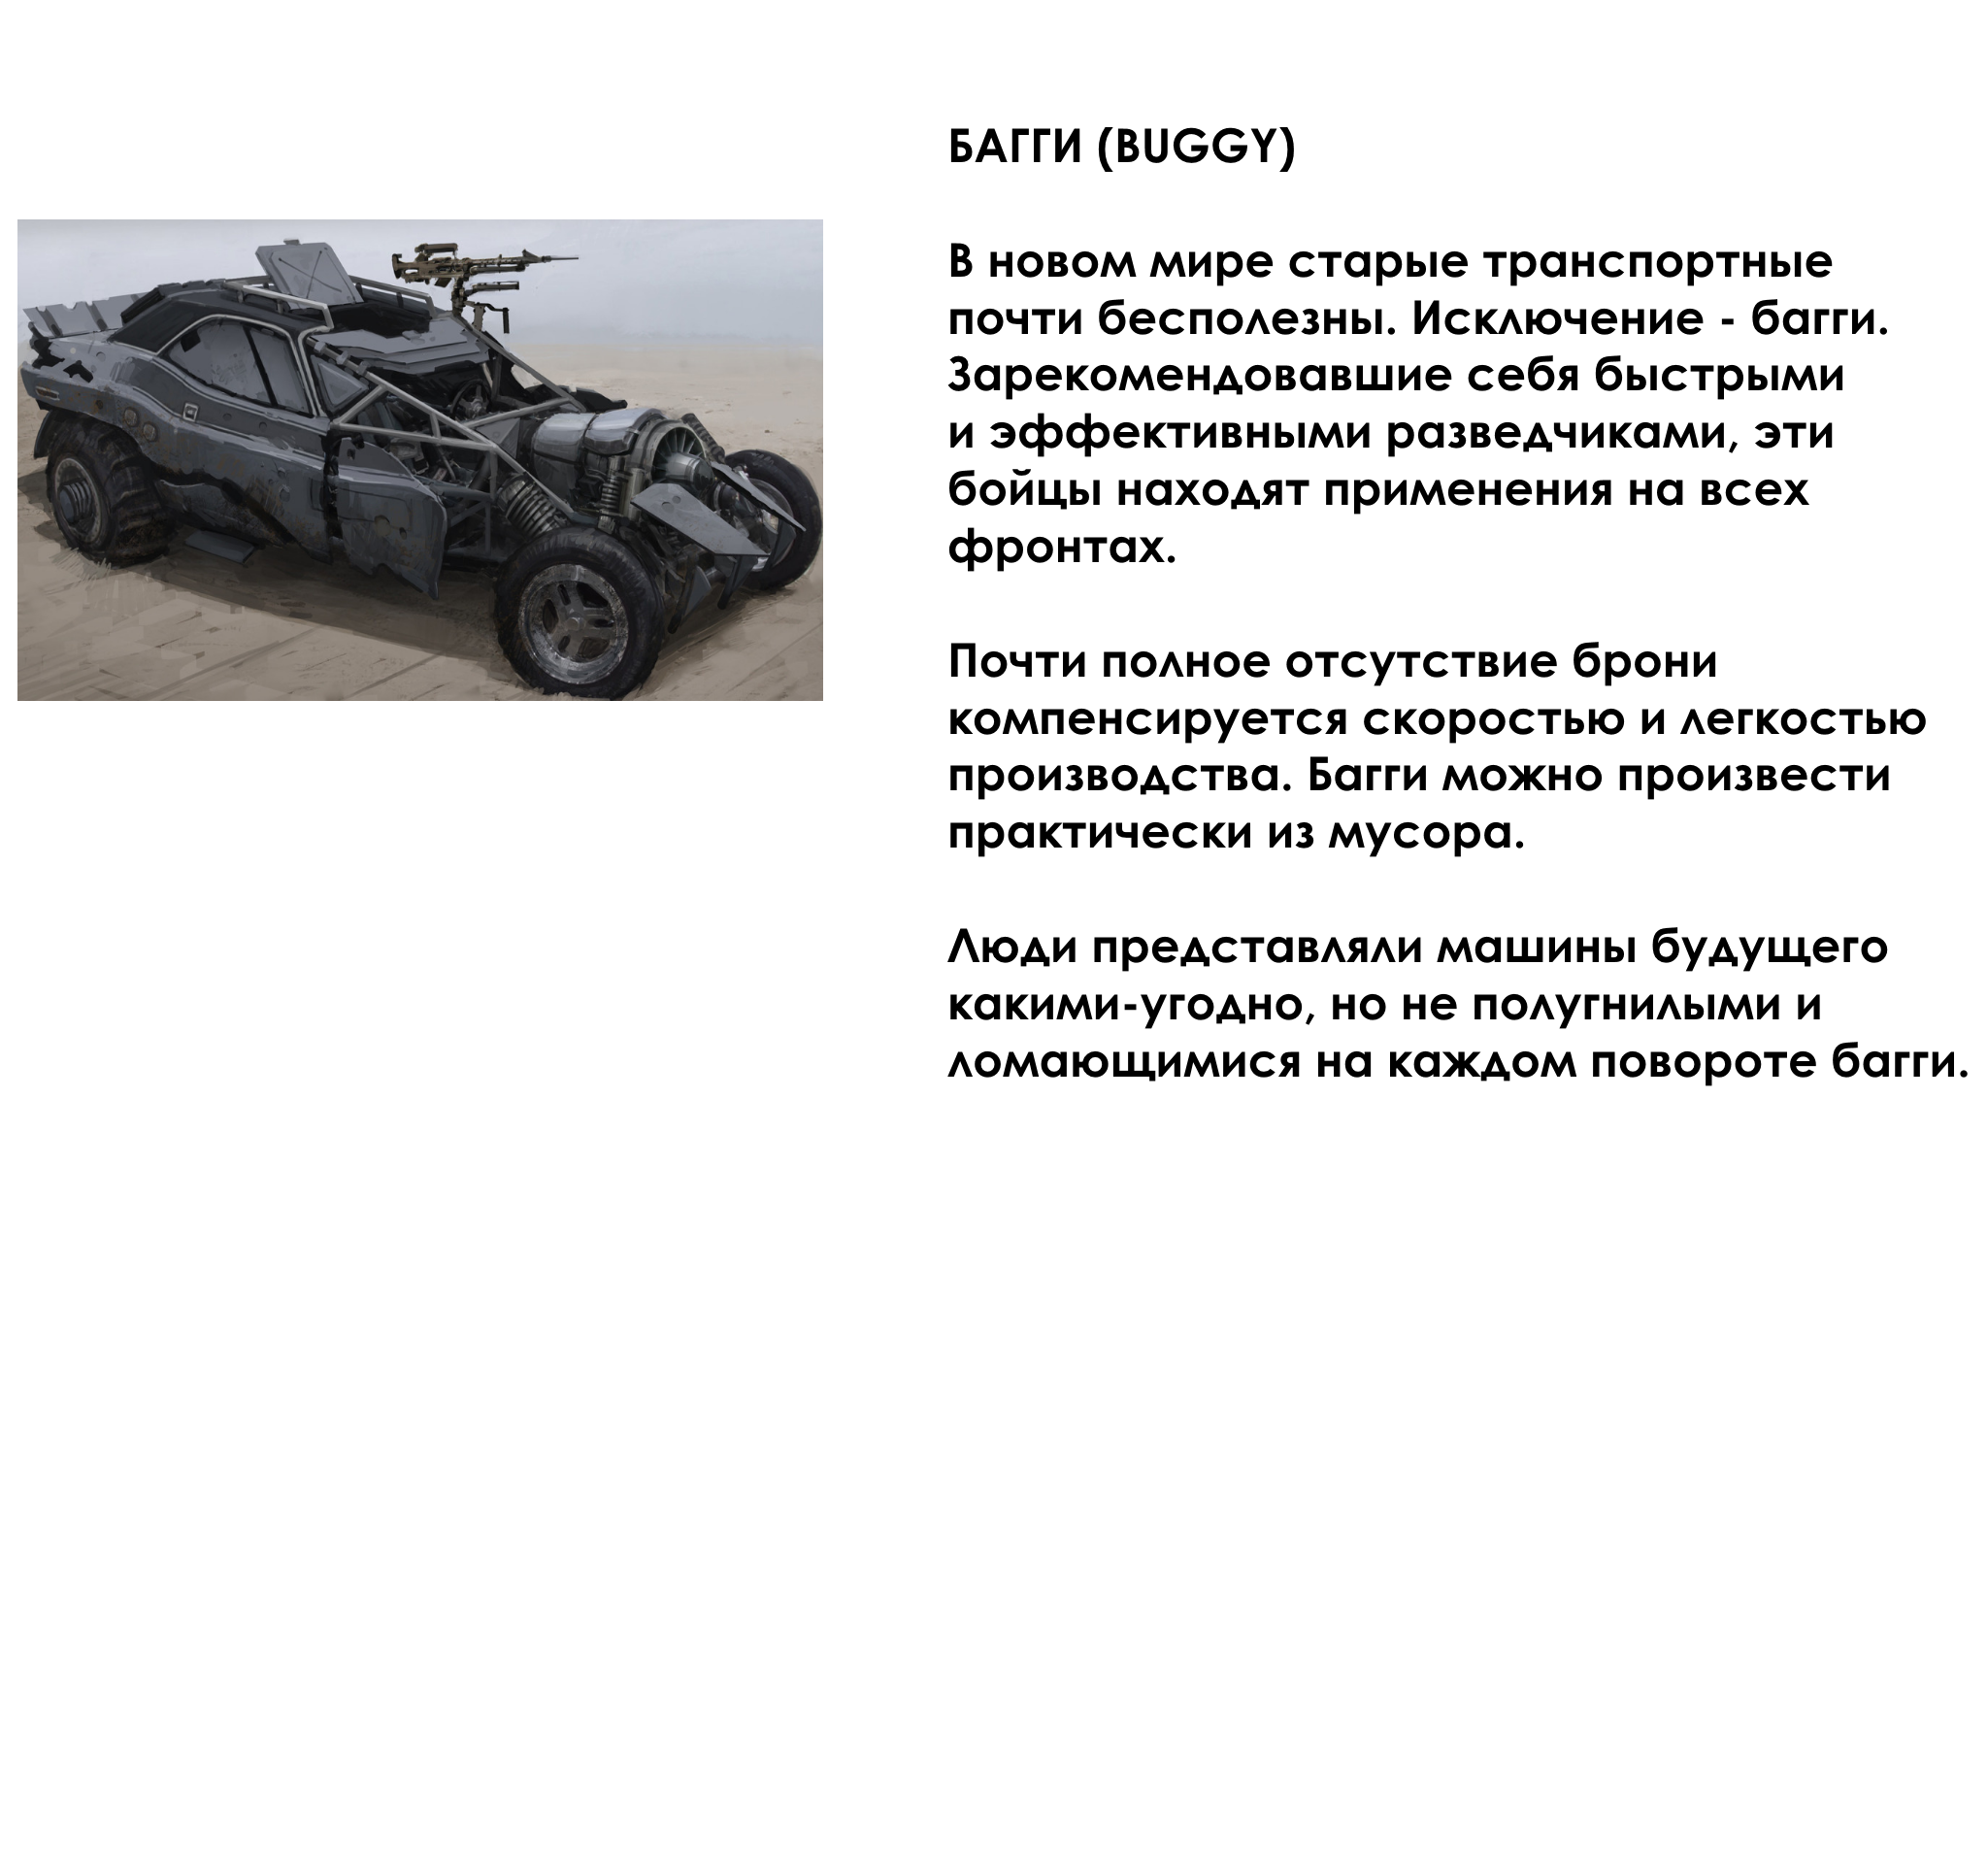 БАГГИ (BUGGY)
В новом мире старые транспортные
почти бесполезны. Исключение - багги.
Зарекомендовавшие себя быстрыми
и эффективными разведчиками, эти
бойцы находят применения на всех
фронтах.
Почти полное отсутствие брони
компенсируется скоростью и легкостью
производства. Багги можно произвести
практически из мусора.
Люди представляли машины будущего
какими-угодно, но не полугнилыми и
ломающимися на каждом повороте багги.